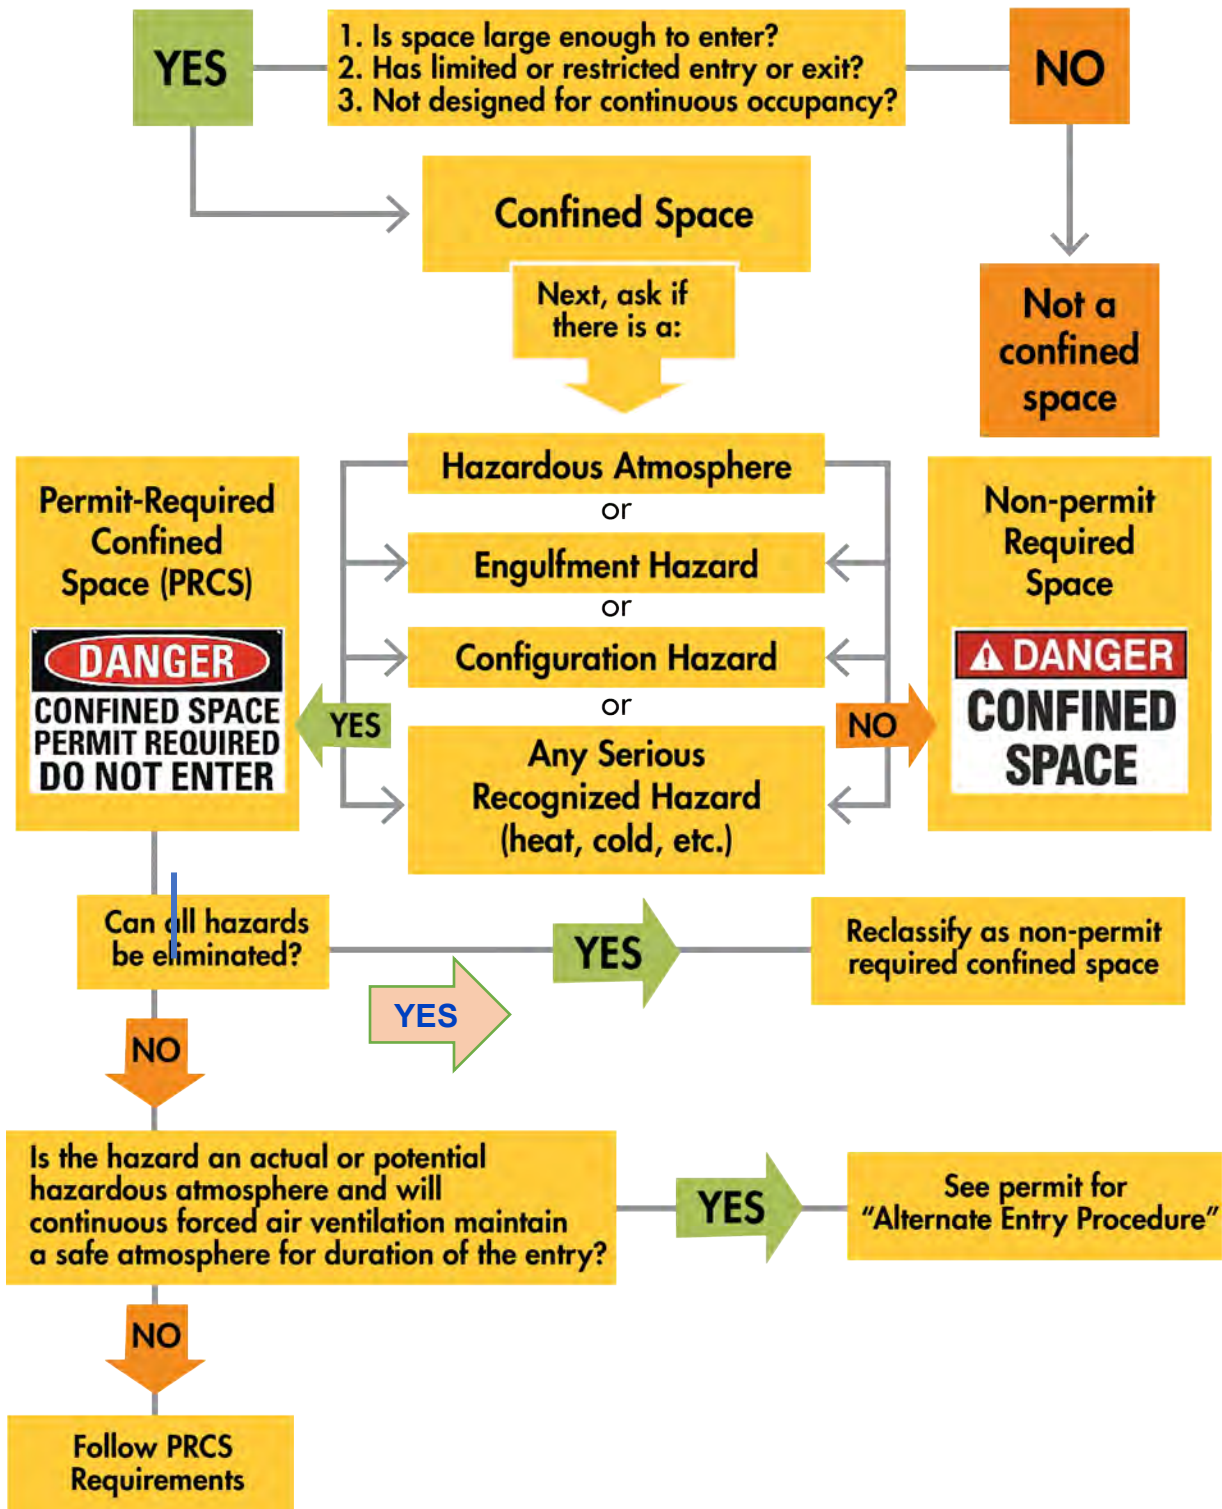 YES
1. Is space large enough to enter?
2. Has limited or restricted entry or exit?
3. Not designed for continuous occupancy?
NO
Confined Space
Next, ask if
there is a:
Not a
confined
space
Permit-Required
Confined
Space (PRCS)
DANGER
CONFINED SPACE
PERMIT REQUIRED
DO NOT ENTER
YES
Hazardous Atmosphere
or
Engulfment Hazard
or
Configuration Hazard
or
Any Serious
Recognized Hazard
(heat, cold, etc.)
NO
Non-permit
Required
Space
DANGER
CONFINED
SPACE
Can all hazards
be eliminated?
YES
YES
Reclassify as non-permit
required confined space
NO
Is the hazard an actual or potential
hazardous atmosphere and will
continuous forced air ventilation maintain
a safe atmosphere for duration of the entry?
YES
See permit for
“Alternate Entry Procedure”
NO
Follow PRCS
Requirements